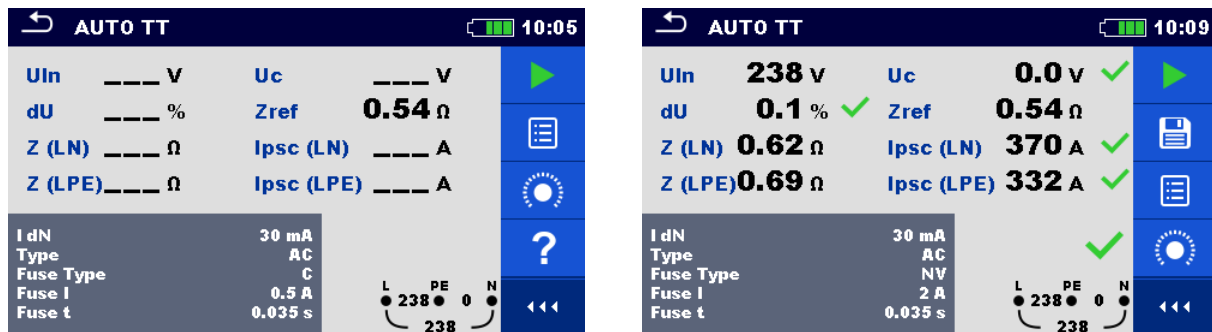 AUTO TT 10:05
Uln ___ V Uc ___ V
dU ___ % Zref 0.54 Ω
Z (LN) ___ Ω Ipsc (LN) ___ A
Z (LPE) ___ Ω Ipsc (LPE) ___ A
I dN 30 mA
Type AC
Fuse Type C
Fuse I 0.5 A
Fuse t 0.035 s
L PE N
238 0
238
?
AUTO TT 10:09
Uln 238 V Uc 0.0 V
dU 0.1 % Zref 0.54 Ω
Z (LN) 0.62 Ω Ipsc (LN) 370 A
Z (LPE) 0.69 Ω Ipsc (LPE) 332 A
I dN 30 mA
Type AC
Fuse Type NV
Fuse I 2 A
Fuse t 0.035 s
L PE N
238 0
238